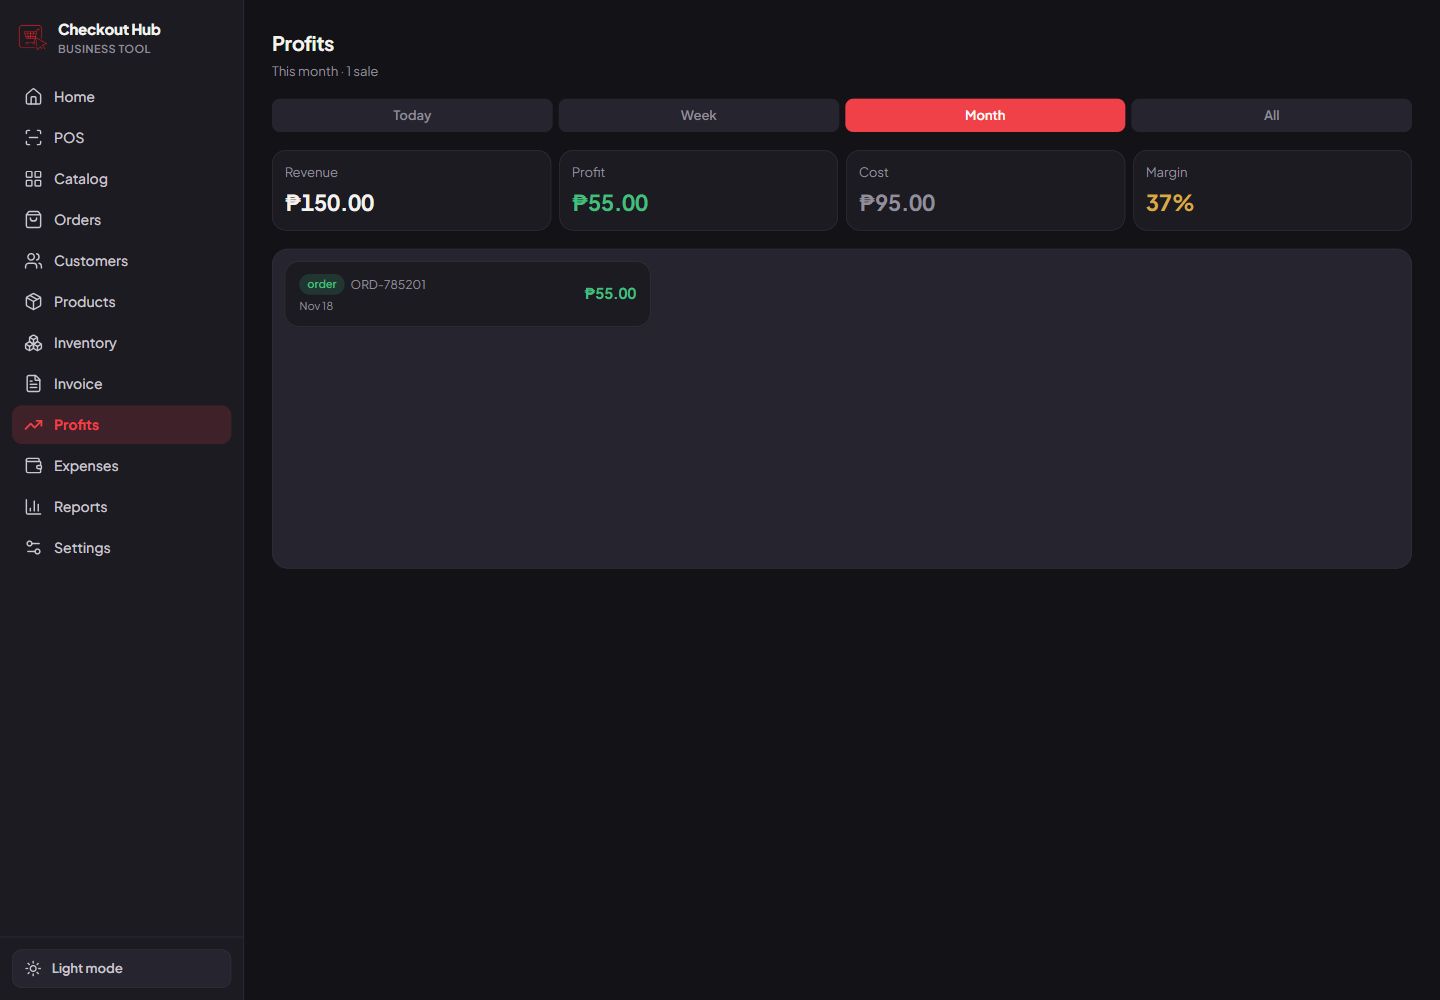 Checkout Hub
BUSINESS TOOL
Home
POS
Catalog
Orders
Customers
Products
Inventory
Invoice
Profits
Expenses
Reports
Settings
Light mode
Profits
This month · 1 sale
Today
Week
Month
All
Revenue
₱150.00
Profit
₱55.00
Cost
₱95.00
Margin
37%
order ORD-785201
Nov 18
₱55.00